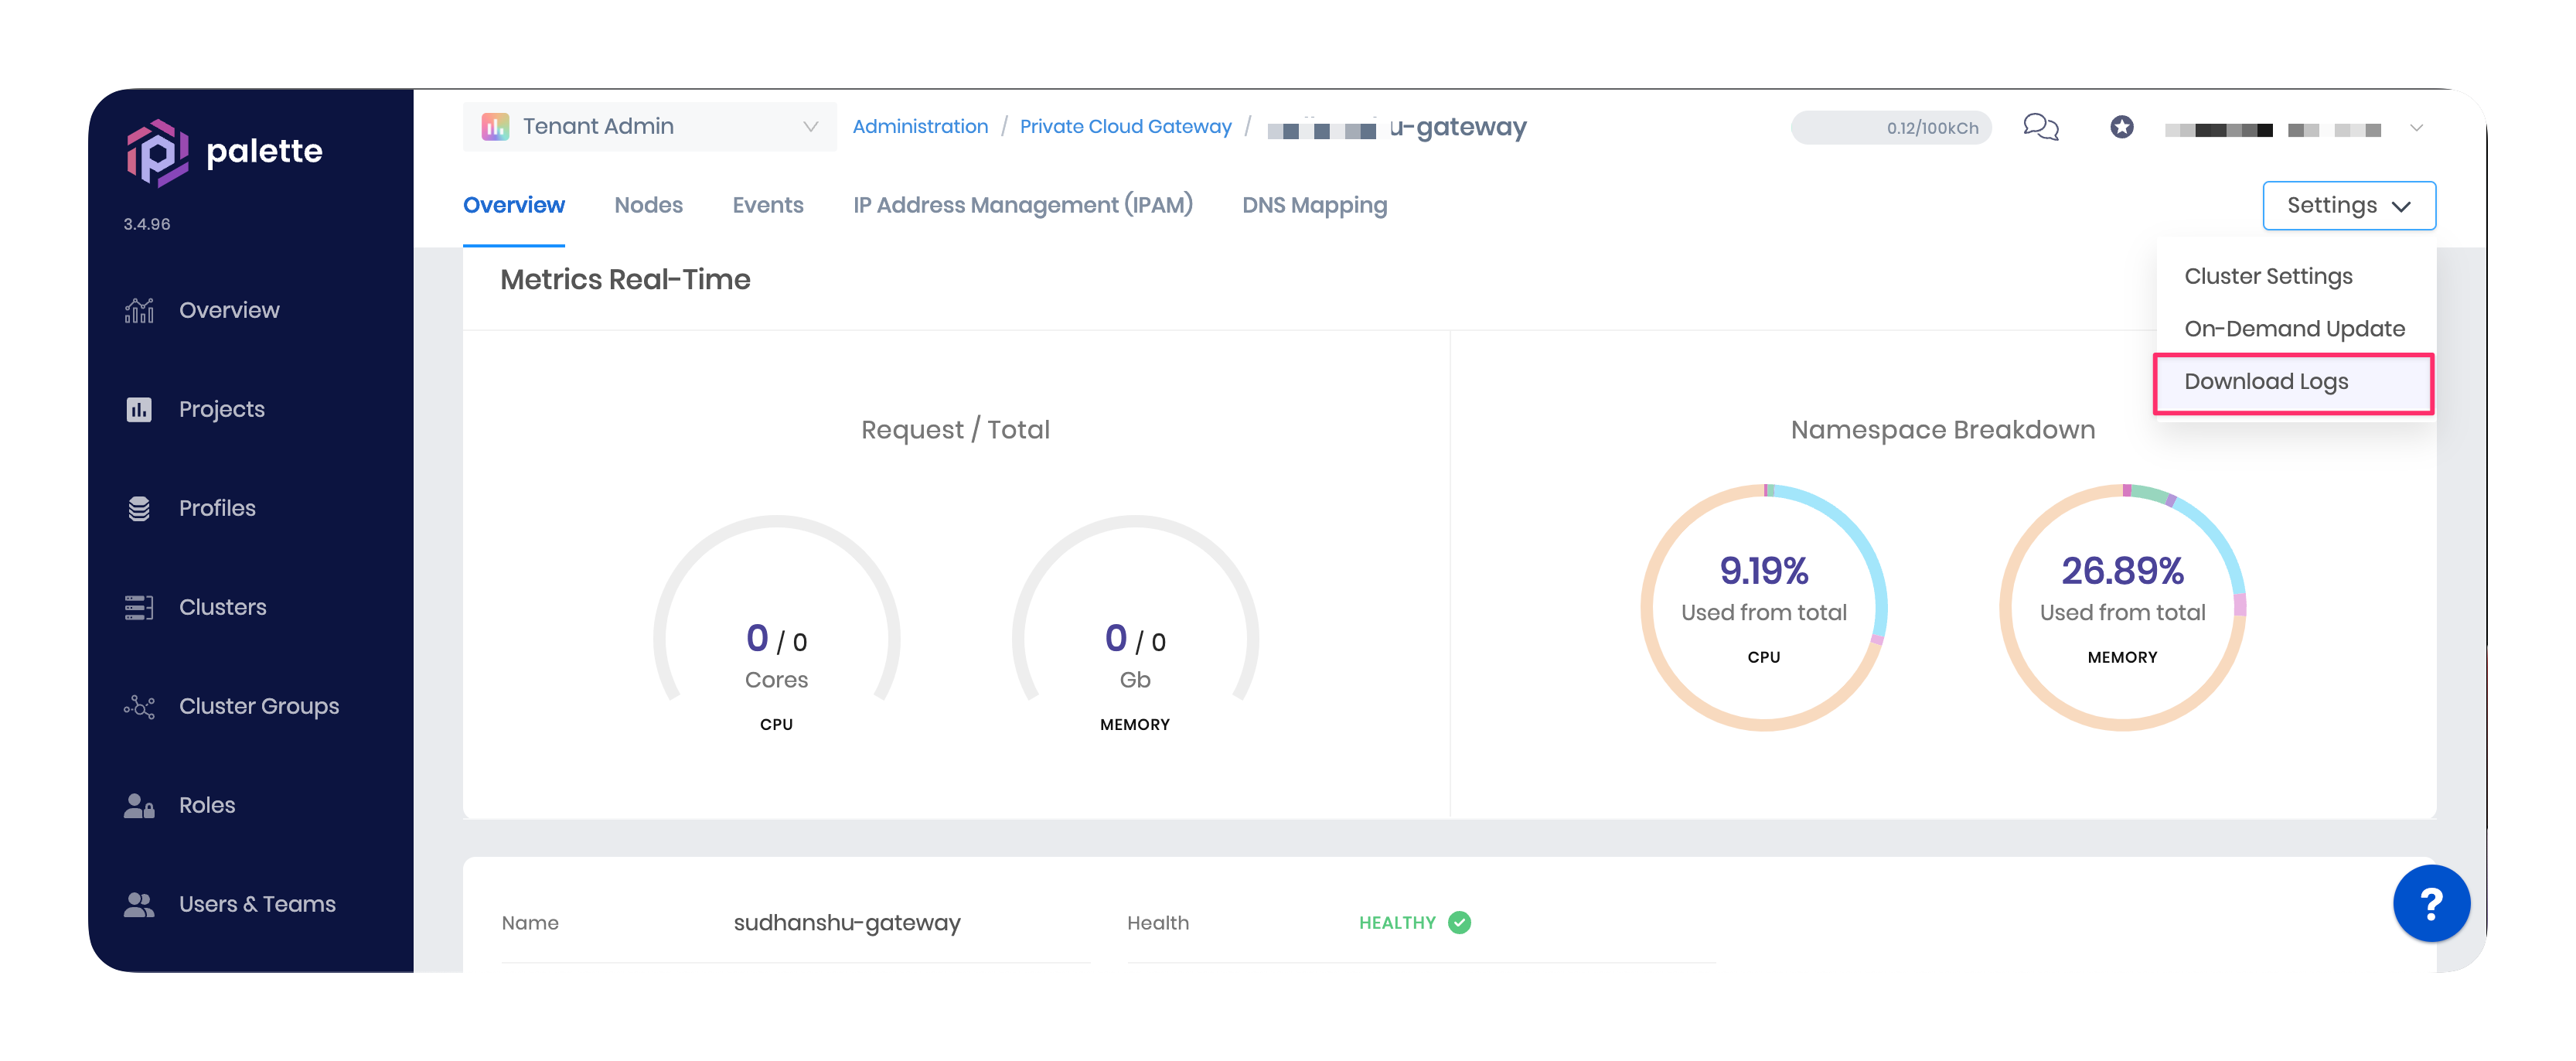 palette
3.4.96
Overview
Projects
Profiles
Clusters
Cluster Groups
Roles
Users & Teams
Tenant Admin
Administration / Private Cloud Gateway / u-gateway
0.12/100kCh
Overview Nodes Events IP Address Management (IPAM) DNS Mapping
Settings
Cluster Settings
On-Demand Update
Download Logs
Metrics Real-Time
Request / Total
0 / 0
Cores
CPU
0 / 0
Gb
MEMORY
Namespace Breakdown
9.19%
Used from total
CPU
26.89%
Used from total
MEMORY
Name sudhanshu-gateway
Health HEALTHY
?